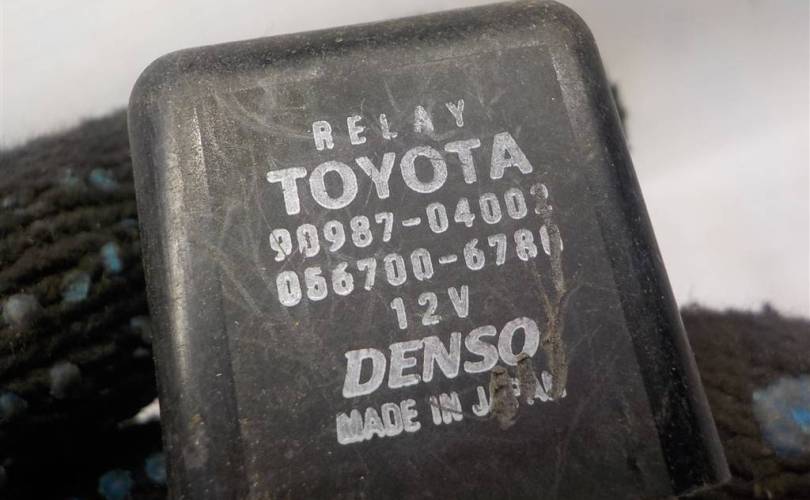 RELAY
TOYOTA
90987-04002
056700-6780
12V
DENSO
MADE IN JAPAN